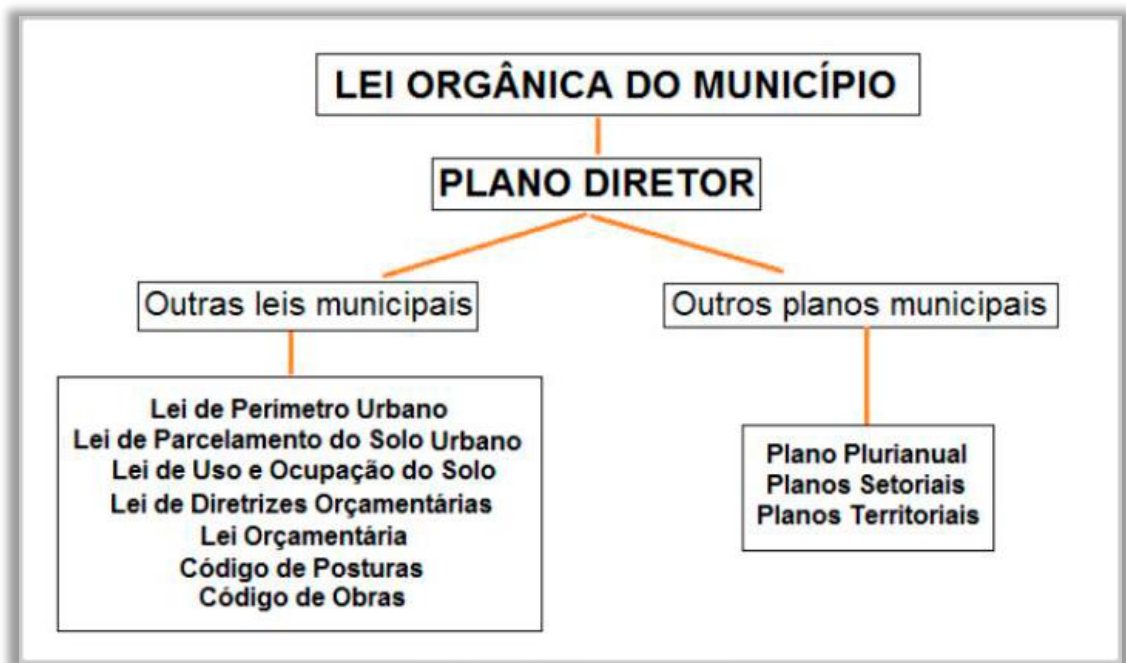 LEI ORGÂNICA DO MUNICÍPIO
PLANO DIRETOR
Outras leis municipais
Outros planos municipais
Lei de Perímetro Urbano
Lei de Parcelamento do Solo Urbano
Lei de Uso e Ocupação do Solo
Lei de Diretrizes Orçamentárias
Lei Orçamentária
Código de Posturas
Código de Obras
Plano Plurianual
Planos Setoriais
Planos Territoriais